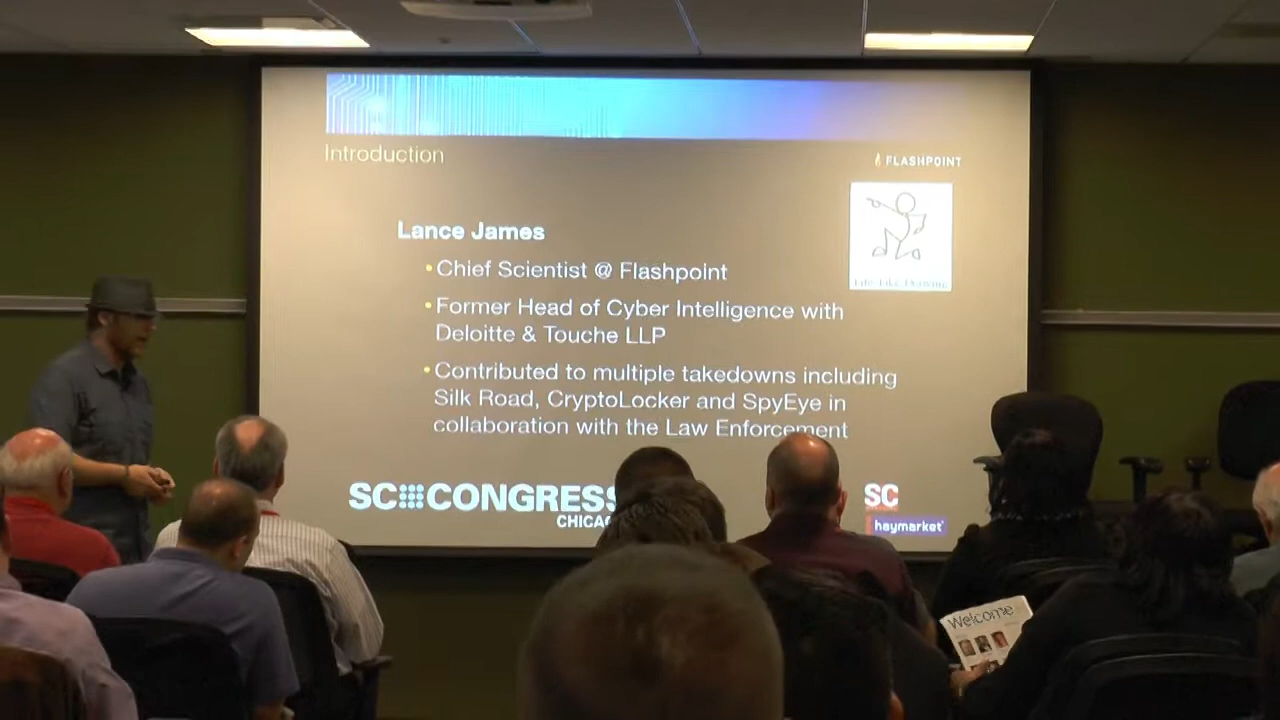 Introduction
FLASHPOINT
Lance James
•Chief Scientist @ Flashpoint
•Former Head of Cyber Intelligence with
Deloitte & Touche LLP
•Contributed to multiple takedowns including
Silk Road, CryptoLocker and SpyEye in
collaboration with the Law Enforcement
SC CONGRESS
CHICA
SC
haymarket
Welcome